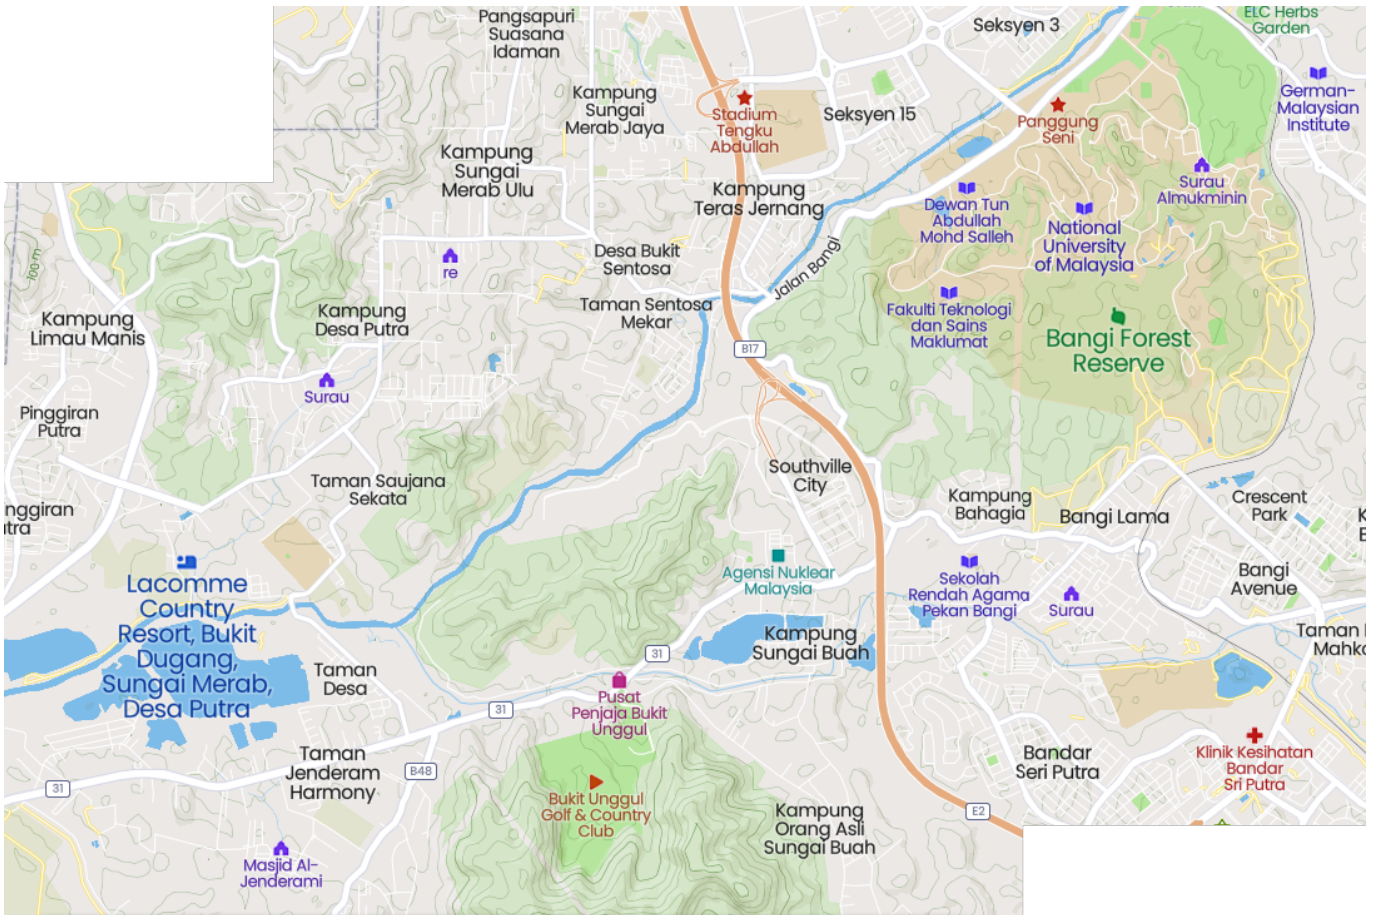 Pangsapuri
Suasana
Idaman
Seksyen 3
ELC Herbs
Garden
German-
Malaysian
Institute
Kampung
Sungai
Merab Jaya
Stadium
Tengku
Abdullah
Seksyen 15
Panggung
Seni
Kampung
Sungai
Merab Ulu
Surau
Almukminin
Kampung
Teras Jernang
Dewan Tun
Abdullah
Mohd Salleh
National
University
of Malaysia
100 m
re
Desa Bukit
Sentosa
Jalan Bangi
Taman Sentosa
Mekar
Kampung
Limau Manis
Kampung
Desa Putra
Fakulti Teknologi
dan Sains
Maklumat
Bangi Forest
Reserve
B17
Surau
Pinggiran
Putra
Taman Saujana
Sekata
Southville
City
Kampung
Bahagia
Bangi Lama
Crescent
Park
nggiran
tra
K
Lacomme
Country
Resort, Bukit
Dugang,
Sungai Merab,
Desa Putra
Agensi Nuklear
Malaysia
Sekolah
Rendah Agama
Pekan Bangi
Surau
Bangi
Avenue
Kampung
Sungai Buah
Taman
Mahko
31
Taman
Desa
Pusat
Penjaja Bukit
Unggul
31
Taman
Jenderam
Harmony
B48
31
Bandar
Seri Putra
Klinik Kesihatan
Bandar
Sri Putra
Bukit Unggul
Golf & Country
Club
Kampung
Orang Asli
Sungai Buah
E2
Masjid Al-
Jenderami